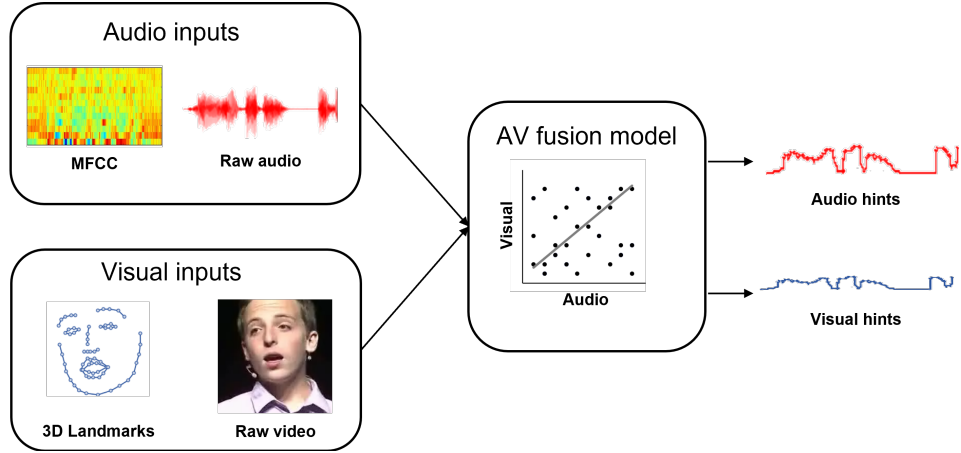 Audio inputs
MFCC
Raw audio
Visual inputs
3D Landmarks
Raw video
AV fusion model
Visual
Audio
Audio hints
Visual hints